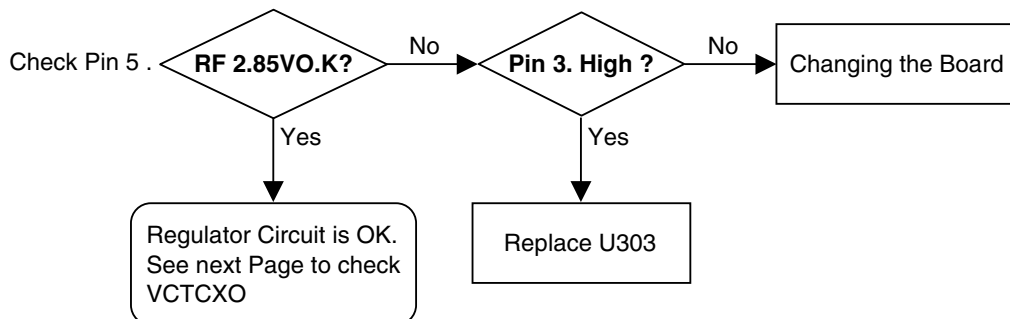 Check Pin 5 .
RF 2.85VO.K?
No
Pin 3. High ?
No
Changing the Board
Yes
Yes
Regulator Circuit is OK.
See next Page to check
VCTCXO
Replace U303